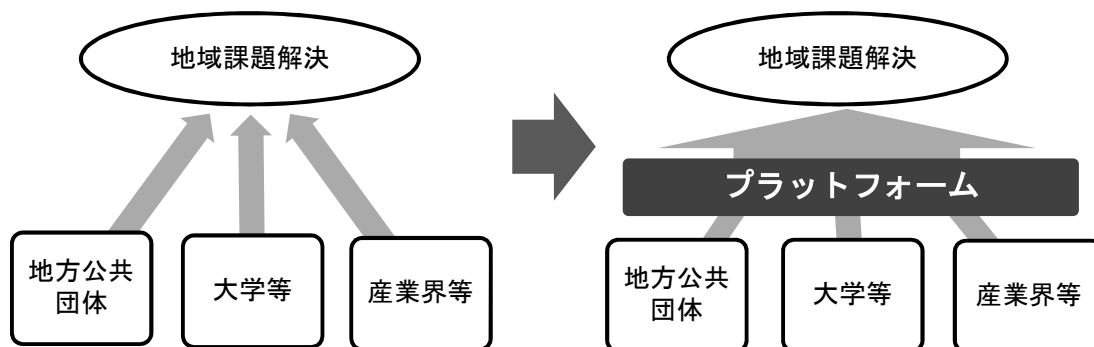 地域課題解決
地方公共
団体
大学等
産業界等
地域課題解決
プラットフォーム
地方公共
団体
大学等
産業界等